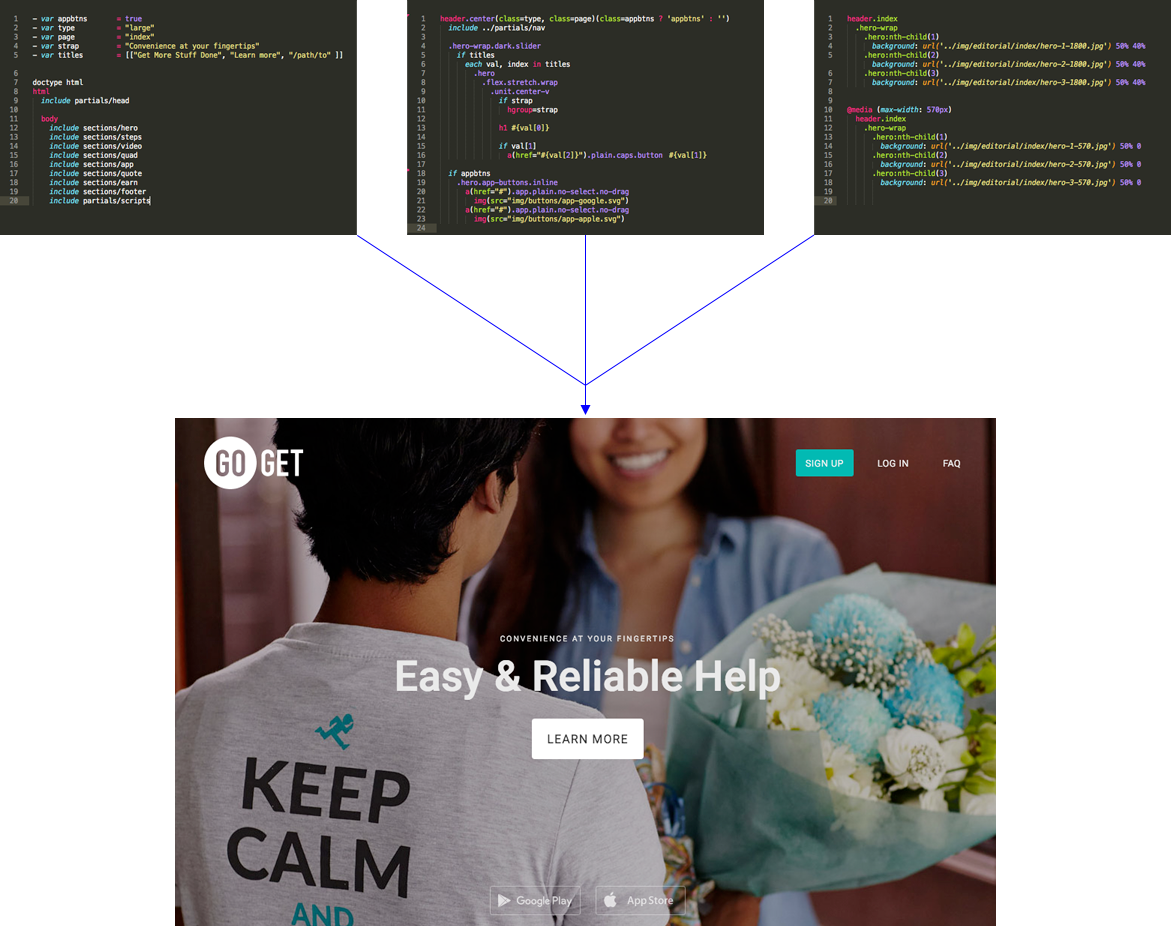 1 - var appbtns = true
2 - var type = "large"
3 - var page = "index"
4 - var strap = "Convenience at your fingertips"
5 - var titles = [["Get More Stuff Done", "Learn more", "/path/to" ]]
6
7 doctype html
8 html
9 include partials/head
10
11 body
12 include sections/hero
13 include sections/steps
14 include sections/video
15 include sections/quad
16 include sections/app
17 include sections/quote
18 include sections/earn
19 include sections/footer
20 include partials/scripts
1 header.center(class=type, class=page)(class=appbtns ? 'appbtns' : '')
2 include ../partials/nav
3
4 .hero-wrap.dark.slider
5 if titles
6 each val, index in titles
7 .hero
8 .flex.stretch.wrap
9 .unit.center-v
10 if strap
11 hgroup=strap
12
13 h1 #{val[0]}
14
15 if val[1]
16 a(href="#{val[2]}").plain.caps.button #{val[1]}
17
18 if appbtns
19 .hero.app-buttons.inline
20 a(href="#").app.plain.no-select.no-drag
21 img(src="img/buttons/app-google.svg")
22 a(href="#").app.plain.no-select.no-drag
23 img(src="img/buttons/app-apple.svg")
24
1 header.index
2 .hero-wrap
3 .hero:nth-child(1)
4 background: url('../img/editorial/index/hero-1-1800.jpg') 50% 40%
5 .hero:nth-child(2)
6 background: url('../img/editorial/index/hero-2-1800.jpg') 50% 40%
6 .hero:nth-child(3)
7 background: url('../img/editorial/index/hero-3-1800.jpg') 50% 40%
8
9
10 @media (max-width: 570px)
11 header.index
12 .hero-wrap
13 .hero:nth-child(1)
14 background: url('../img/editorial/index/hero-1-570.jpg') 50% 0
15 .hero:nth-child(2)
16 background: url('../img/editorial/index/hero-2-570.jpg') 50% 0
17 .hero:nth-child(3)
18 background: url('../img/editorial/index/hero-3-570.jpg') 50% 0
19
20
GO GET
SIGN UP LOG IN FAQ
CONVENIENCE AT YOUR FINGERTIPS
Easy & Reliable Help
LEARN MORE
KEEP
CALM
AND
Google Play App Store